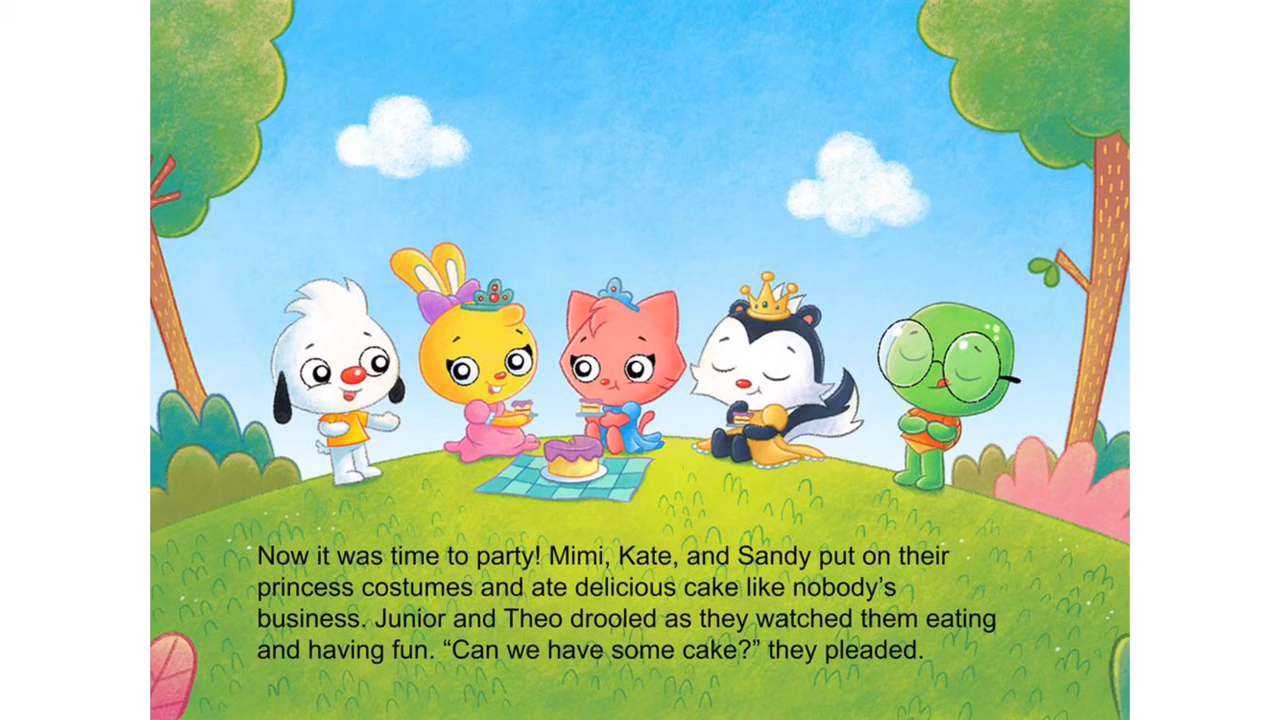 Now it was time to party! Mimi, Kate, and Sandy put on their
princess costumes and ate delicious cake like nobody’s
business. Junior and Theo drooled as they watched them eating
and having fun. “Can we have some cake?” they pleaded.